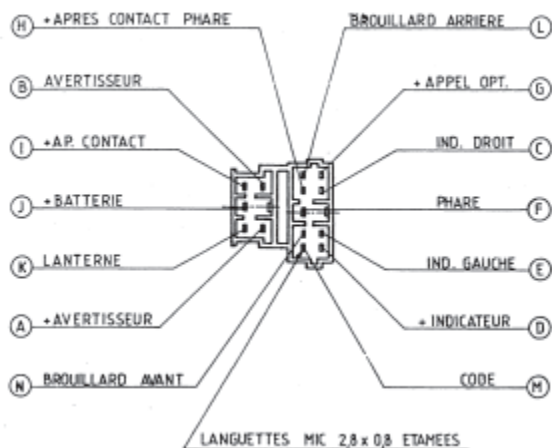 H + APRES CONTACT PHARE
BROUILLARD ARRIERE L
B AVERTISSEUR
+ APPEL OPT. G
I +AP. CONTACT
IND. DROIT C
J +BATTERIE
PHARE F
K LANTERNE
IND. GAUCHE E
A +AVERTISSEUR
+ INDICATEUR D
N BROUILLARD AVANT
CODE M
LANGUETTES MIC 2,8 x 0,8 ETAMEES